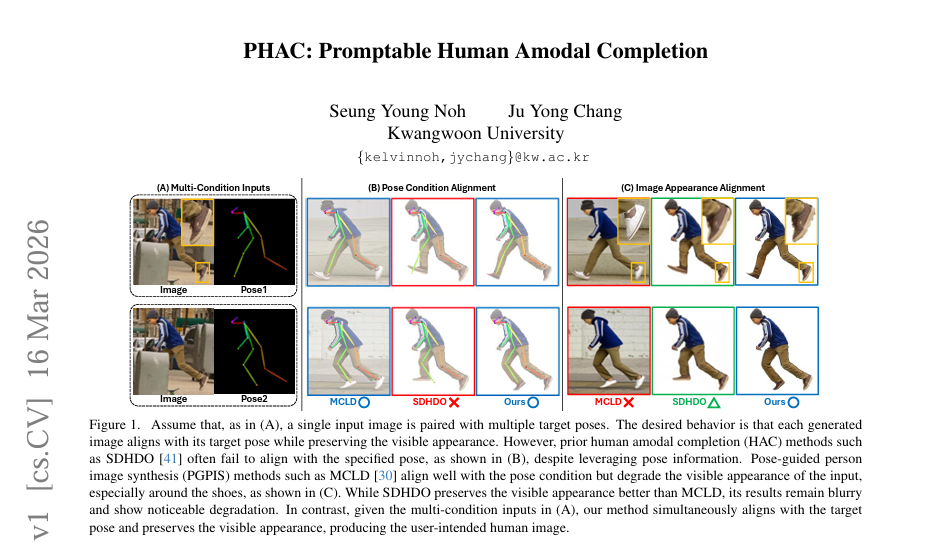 PHAC: Promptable Human Amodal Completion
Seung Young Noh Ju Yong Chang
Kwangwoon University
{kelvinnoh,jychang}@kw.ac.kr
v1 [cs.CV] 16 Mar 2026
(A) Multi-Condition Inputs (B) Pose Condition Alignment (C) Image Appearance Alignment
Image Pose1
Image Pose2
MCLD SDHDO Ours MCLD SDHDO Ours
Figure 1. Assume that, as in (A), a single input image is paired with multiple target poses. The desired behavior is that each generated
image aligns with its target pose while preserving the visible appearance. However, prior human amodal completion (HAC) methods such
as SDHDO [41] often fail to align with the specified pose, as shown in (B), despite leveraging pose information. Pose-guided person
image synthesis (PGPIS) methods such as MCLD [30] align well with the pose condition but degrade the visible appearance of the input,
especially around the shoes, as shown in (C). While SDHDO preserves the visible appearance better than MCLD, its results remain blurry
and show noticeable degradation. In contrast, given the multi-condition inputs in (A), our method simultaneously aligns with the target
pose and preserves the visible appearance, producing the user-intended human image.